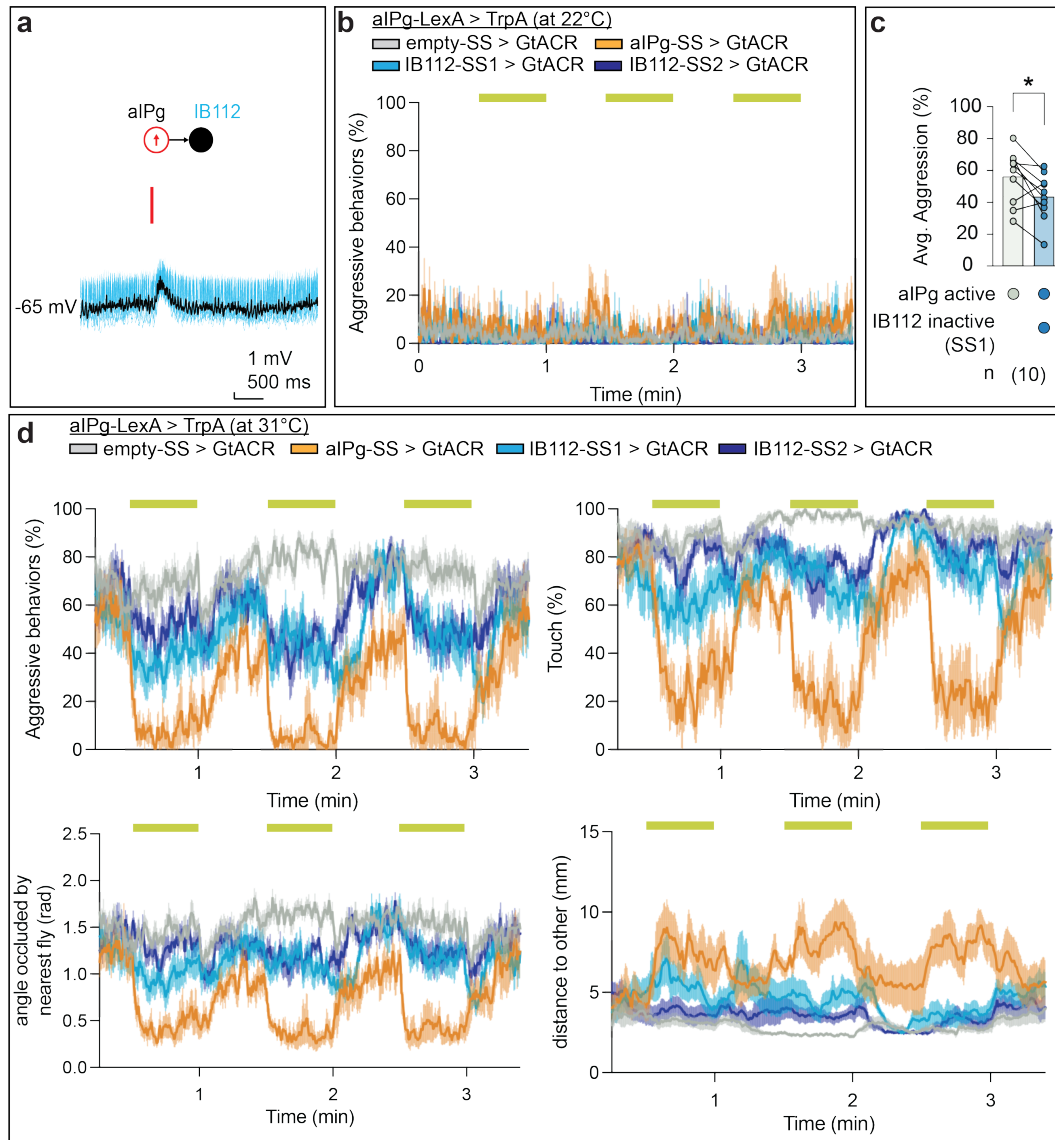 a
aIPg
IB112
-65 mV
1 mV
500 ms
b
aIPg-LexA > TrpA (at 22°C)
empty-SS > GtACR
aIPg-SS > GtACR
IB112-SS1 > GtACR
IB112-SS2 > GtACR
Aggressive behaviors (%)
100
80
60
40
20
0
0
1
2
3
Time (min)
c
*
Avg. Aggression (%)
100
80
60
40
20
0
aIPg active
IB112 inactive
(SS1)
n
(10)
d
aIPg-LexA > TrpA (at 31°C)
empty-SS > GtACR
aIPg-SS > GtACR
IB112-SS1 > GtACR
IB112-SS2 > GtACR
Aggressive behaviors (%)
100
80
60
40
20
0
1
2
3
Time (min)
Touch (%)
100
80
60
40
20
0
1
2
3
Time (min)
angle occluded by
nearest fly (rad)
2.5
2.0
1.5
1.0
0.5
0.0
1
2
3
Time (min)
distance to other (mm)
15
10
5
0
1
2
3
Time (min)